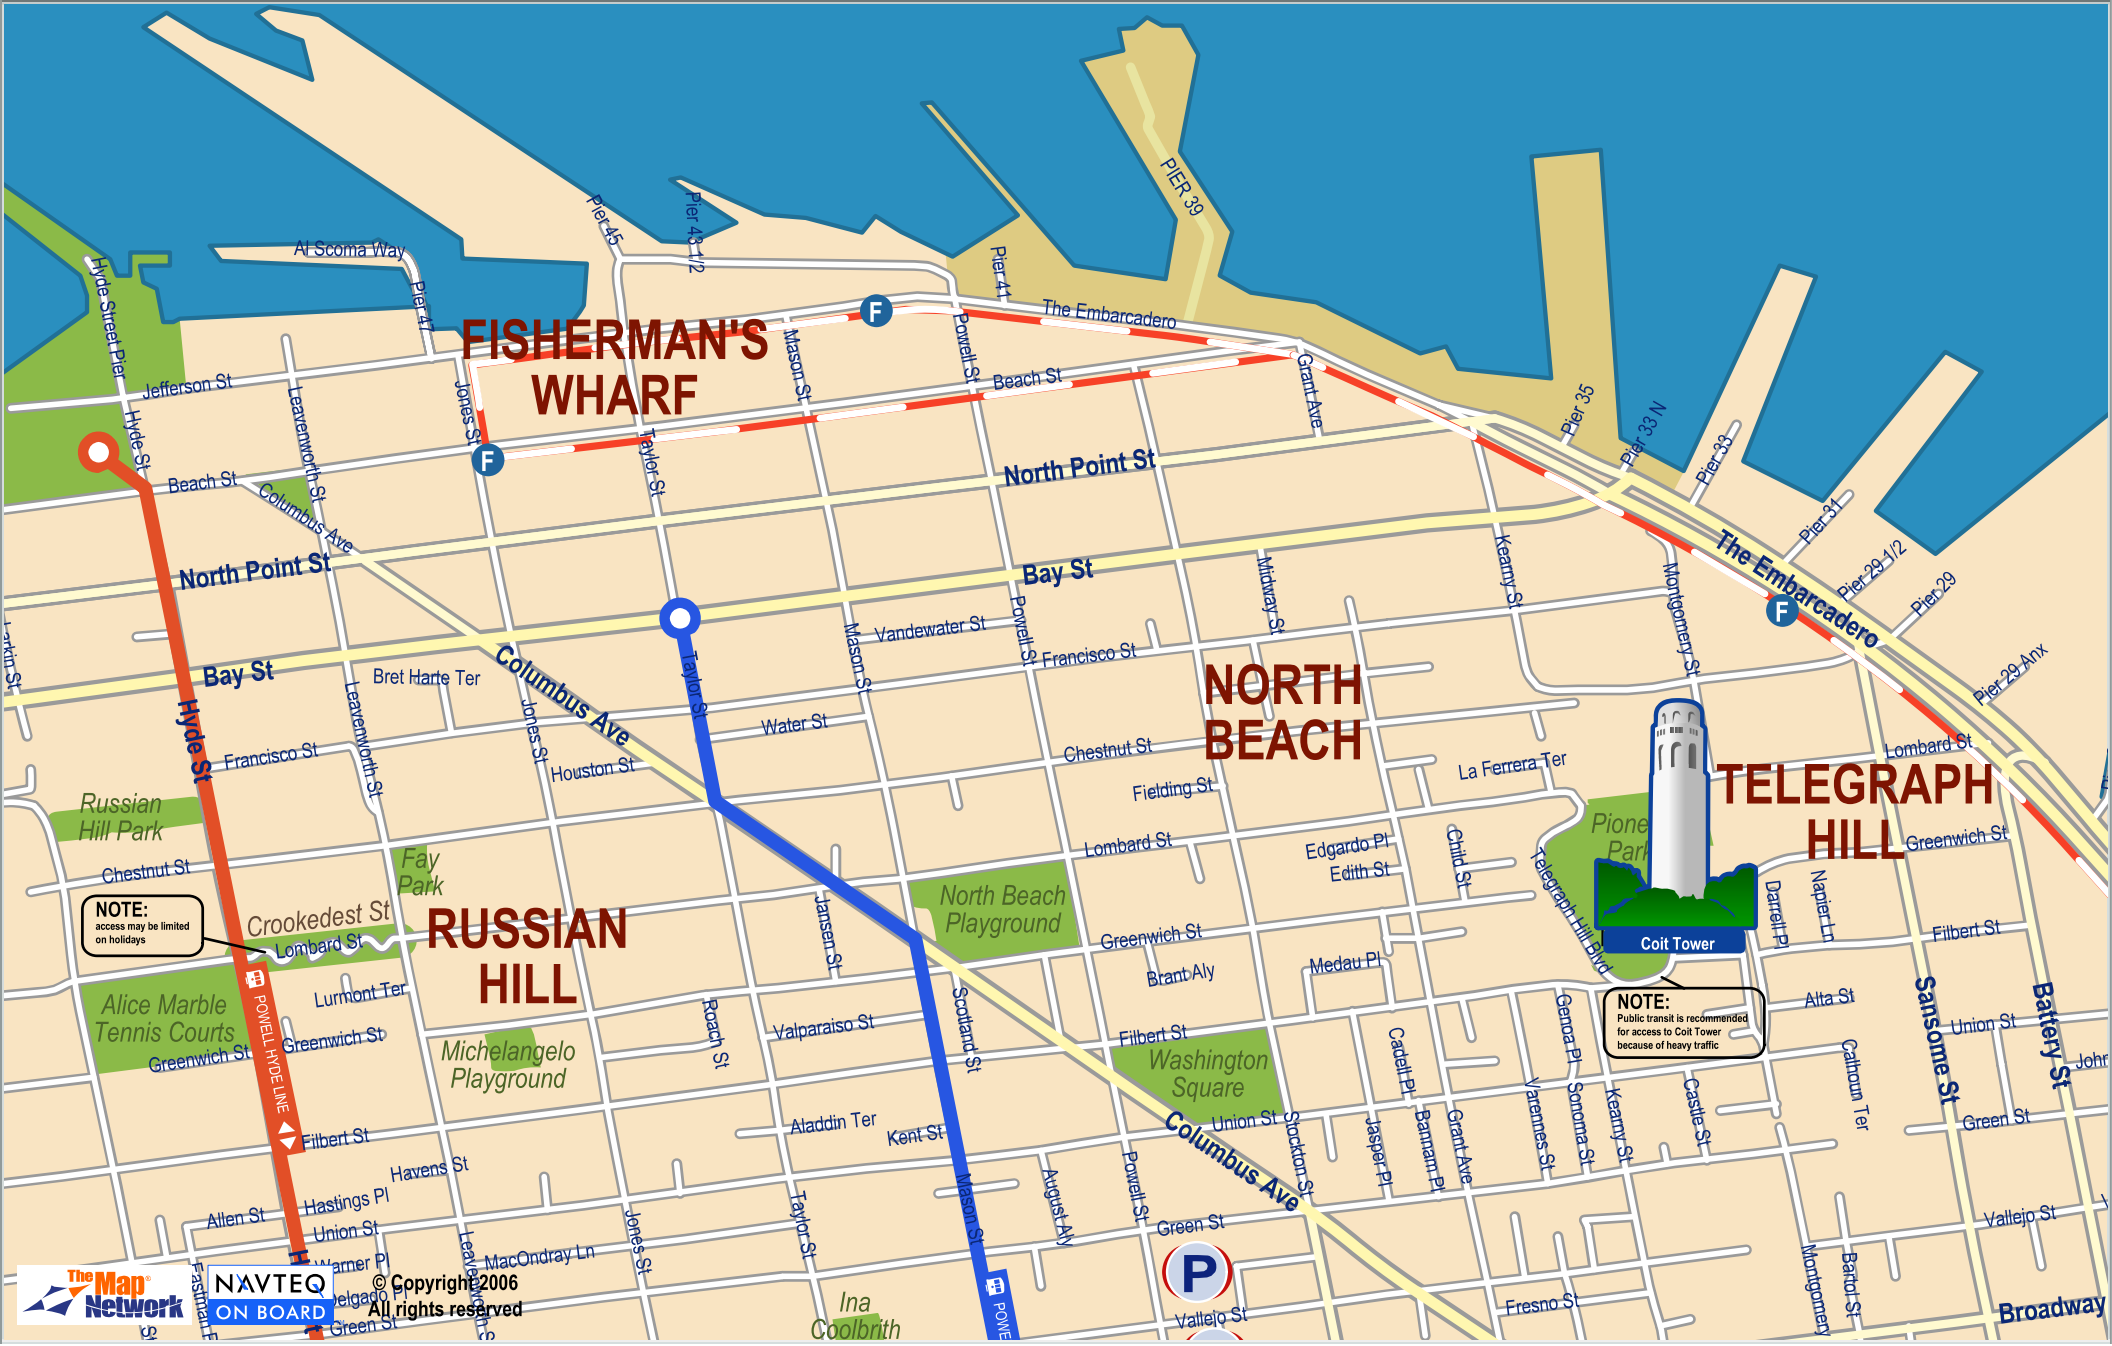 PIER 39
Pier 45
Pier 43 1/2
Al Scoma Way
Pier 47
Pier 41
Hyde Street Pier
The Embarcadero
FISHERMAN'S
WHARF
F
Mason St
Powell St
Jefferson St
Leavenworth St
Jones St
Beach St
Grant Ave
Pier 35
Pier 33 N
Pier 33
Hyde St
Taylor St
F
Beach St
Columbus Ave
North Point St
North Point St
Pier 31
The Embarcadero
Pier 29 1/2
Pier 29
F
Kearny St
Midway St
Montgomery St
Bay St
Bay St
Powell St
Mason St
Vandewater St
Francisco St
Bret Harte Ter
Columbus Ave
Taylor St
NORTH
BEACH
Pier 29 Anx
Hyde St
Leavenworth St
Jones St
Water St
Francisco St
Houston St
Chestnut St
Fielding St
La Ferrera Ter
Lombard St
TELEGRAPH
HILL
Russian
Hill Park
Chestnut St
Fay
Park
Lombard St
Edgardo Pl
Edith St
Child St
Greenwich St
NOTE:
access may be limited
on holidays
Crookedest St
Lombard St
RUSSIAN
HILL
Jansen St
North Beach
Playground
Greenwich St
Telegraph Hill Blvd
Coit Tower
Darrell Pl
Napier Ln
Filbert St
Brant Aly
Medau Pl
Alice Marble
Tennis Courts
Lurmont Ter
Greenwich St
Greenwich St
POWELL HYDE LINE
Michelangelo
Playground
Roach St
Valparaiso St
Scotland St
Filbert St
Washington
Square
Cadell Pl
Genoa Pl
NOTE:
Public transit is recommended
for access to Coit Tower
because of heavy traffic
Alta St
Union St
Sansome St
Battery St
Calhoun Ter
Green St
Filbert St
Aladdin Ter
Kent St
Union St
Columbus Ave
Stockton St
Jasper Pl
Bannam Pl
Grant Ave
Varennes St
Sonoma St
Kearny St
Castle St
Havens St
Hastings Pl
Allen St
Union St
MacOndray Ln
Jones St
Taylor St
Mason St
August Aly
Powell St
Green St
P
Vallejo St
Fresno St
Montgomery
Bartol St
Vallejo St
Broadway
Green St
Ina
Coolbrith
The
Map
Network
NAVTEQ
ON BOARD
© Copyright 2006
All rights reserved